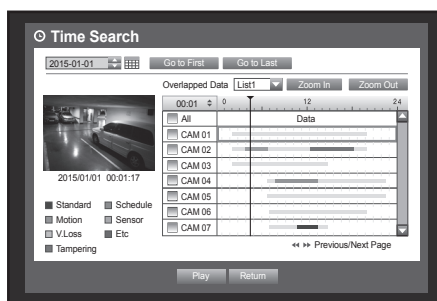 Time Search
2015-01-01 Go to First Go to Last
Overlapped Data List1 Zoom In Zoom Out
00:01 0 12 24
All Data
CAM 01
CAM 02
CAM 03
CAM 04
CAM 05
CAM 06
CAM 07
2015/01/01 00:01:17
Standard Schedule
Motion Sensor
V.Loss Etc
Tampering
Previous/Next Page
Play Return